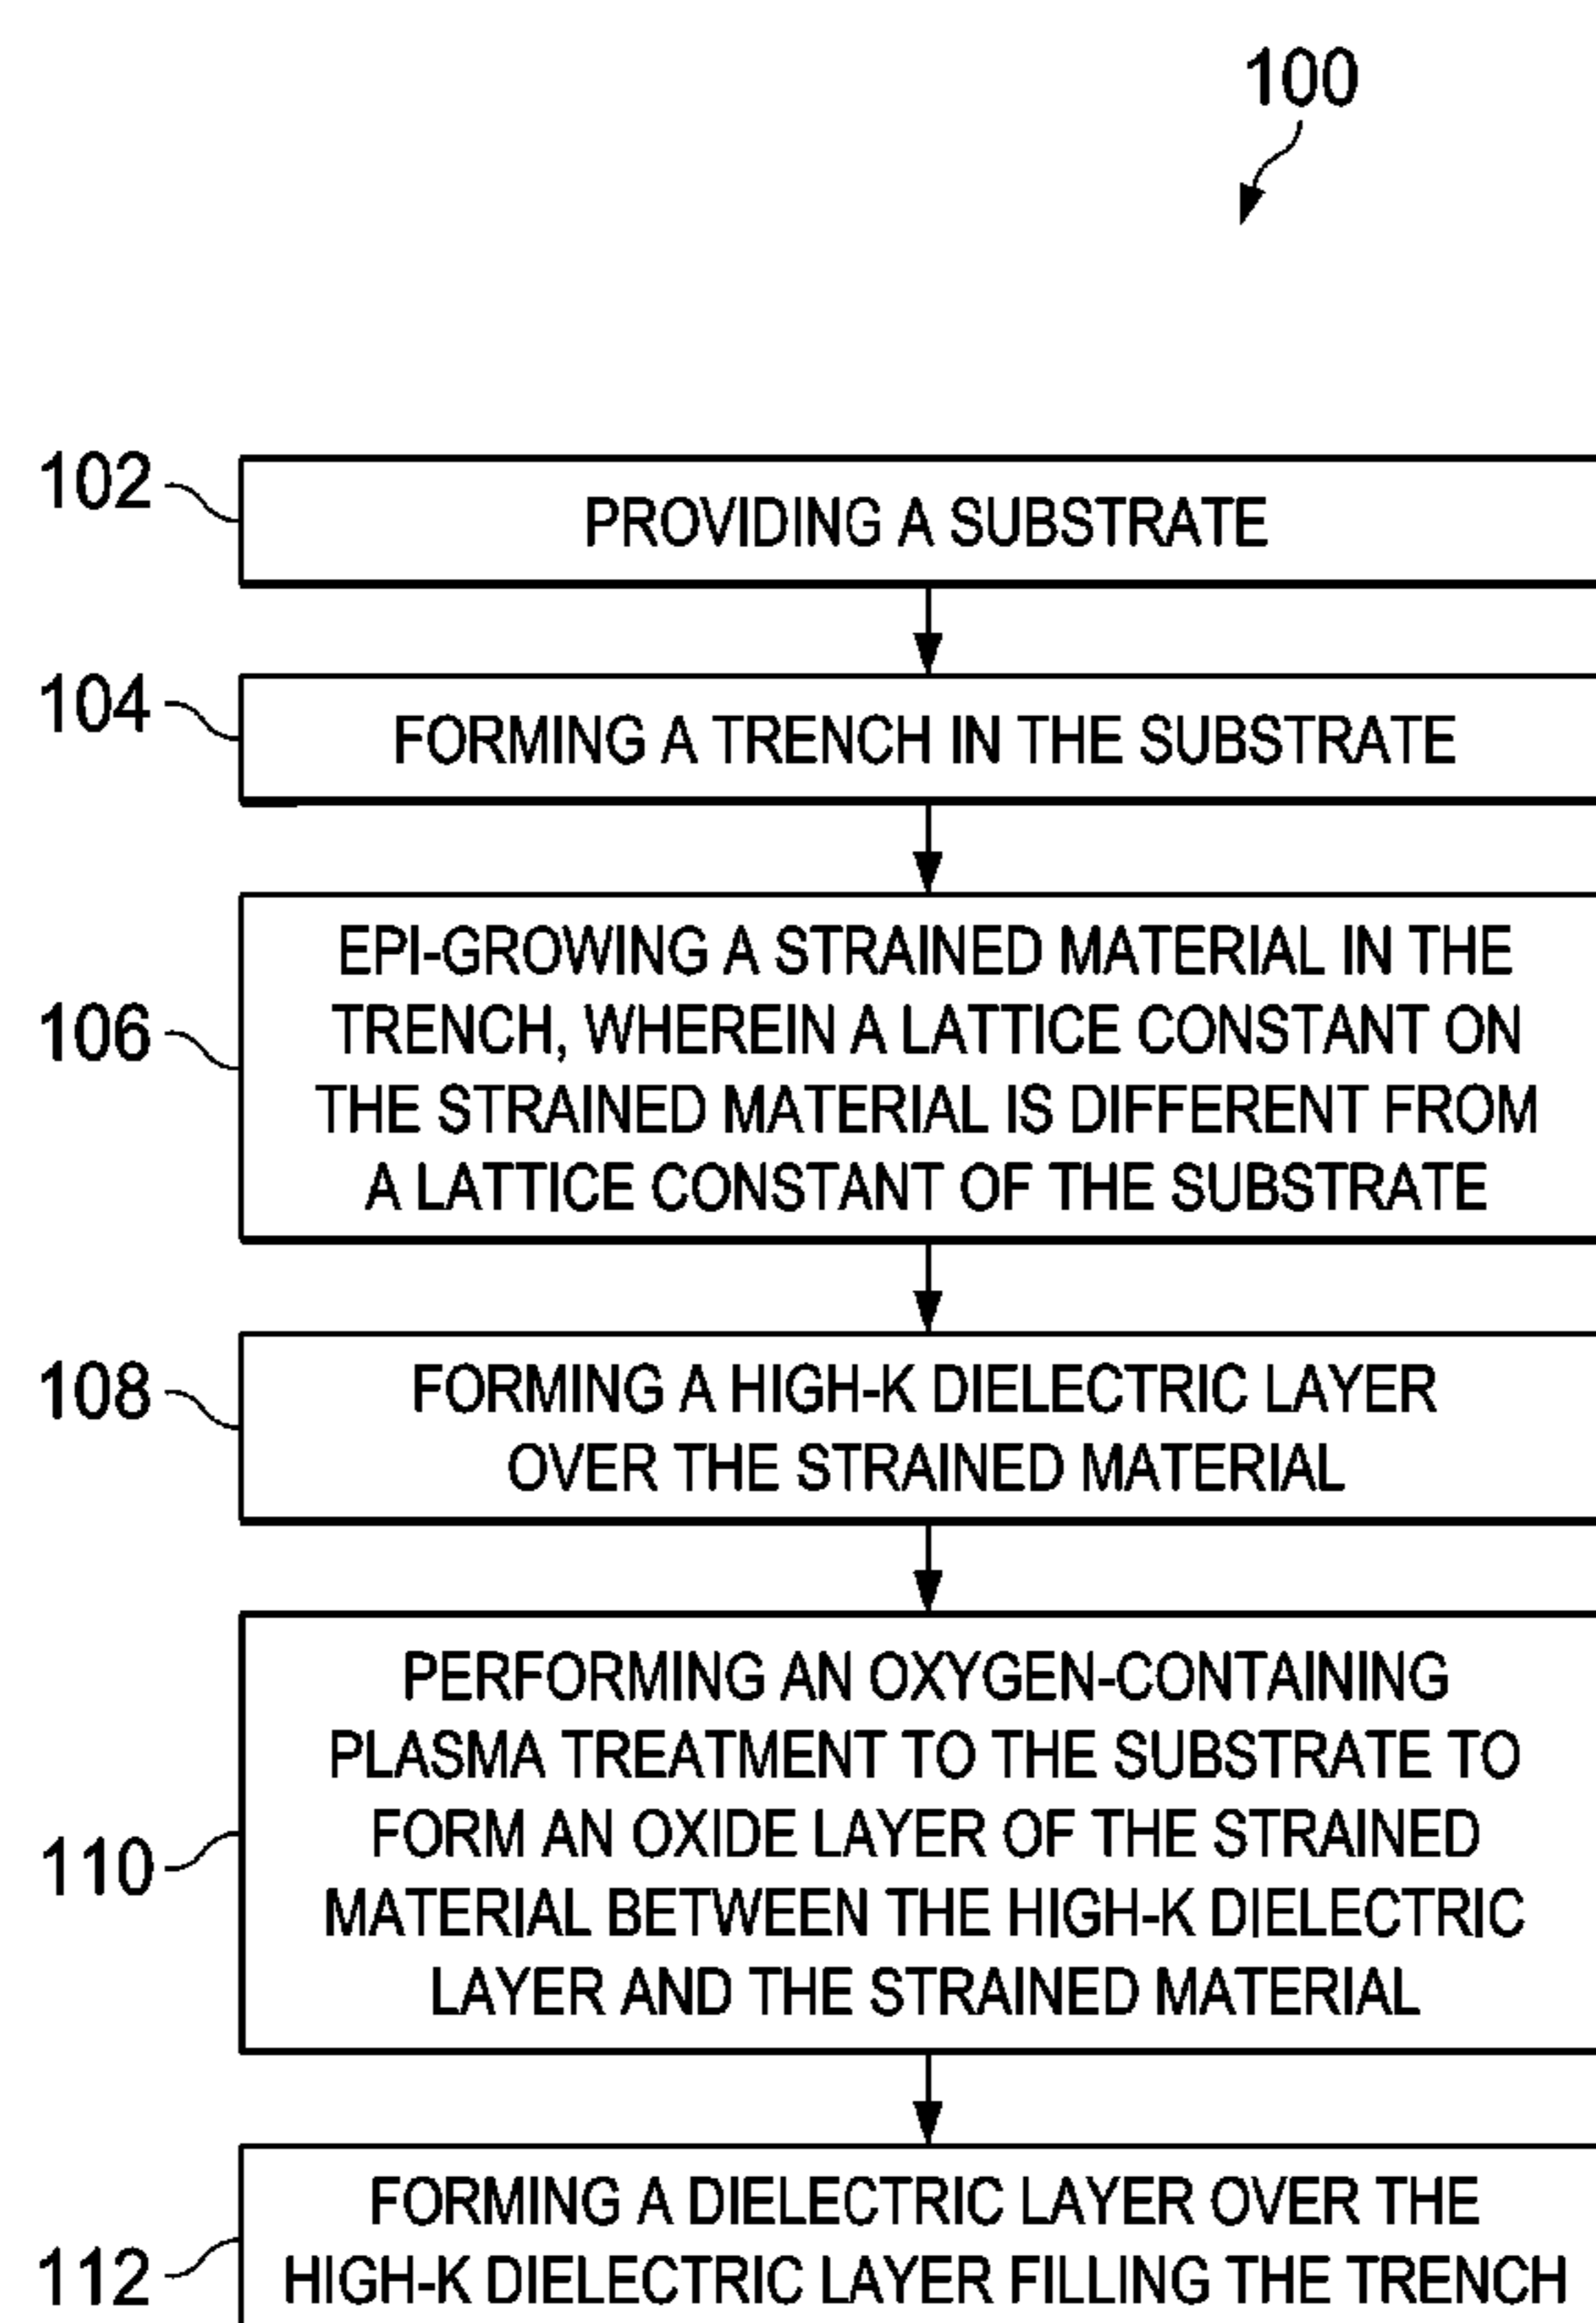 100
102
PROVIDING A SUBSTRATE
104
FORMING A TRENCH IN THE SUBSTRATE
106
EPI-GROWING A STRAINED MATERIAL IN THE
TRENCH, WHEREIN A LATTICE CONSTANT ON
THE STRAINED MATERIAL IS DIFFERENT FROM
A LATTICE CONSTANT OF THE SUBSTRATE
108
FORMING A HIGH-K DIELECTRIC LAYER
OVER THE STRAINED MATERIAL
110
PERFORMING AN OXYGEN-CONTAINING
PLASMA TREATMENT TO THE SUBSTRATE TO
FORM AN OXIDE LAYER OF THE STRAINED
MATERIAL BETWEEN THE HIGH-K DIELECTRIC
LAYER AND THE STRAINED MATERIAL
112
FORMING A DIELECTRIC LAYER OVER THE
HIGH-K DIELECTRIC LAYER FILLING THE TRENCH